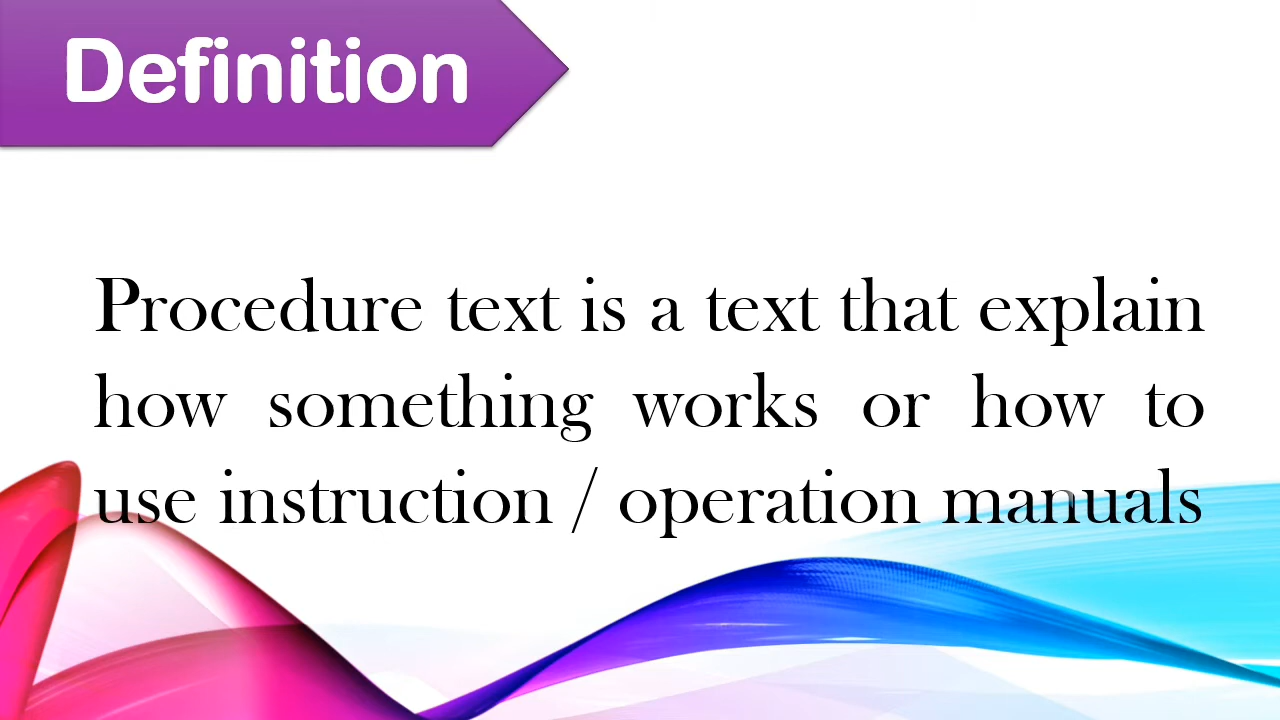 Definition
Procedure text is a text that explain
how something works or how to
use instruction / operation manuals